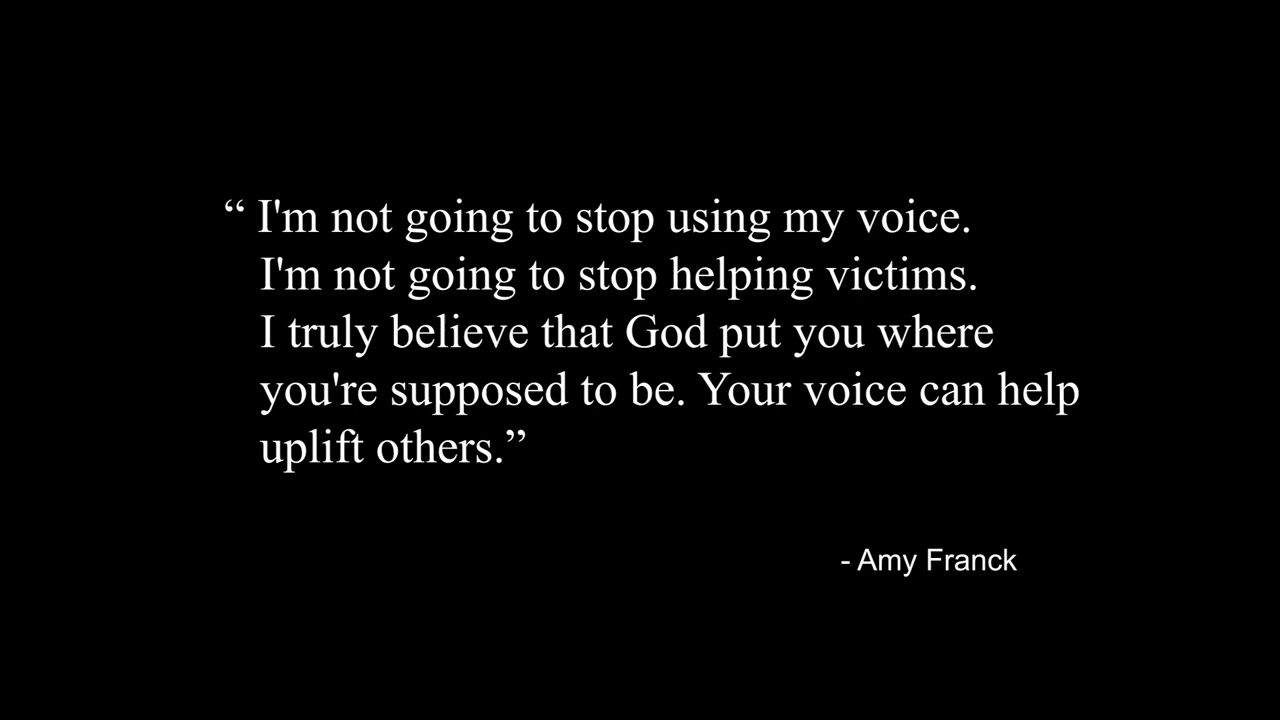 “ I'm not going to stop using my voice.
I'm not going to stop helping victims.
I truly believe that God put you where
you're supposed to be. Your voice can help
uplift others.”
- Amy Franck